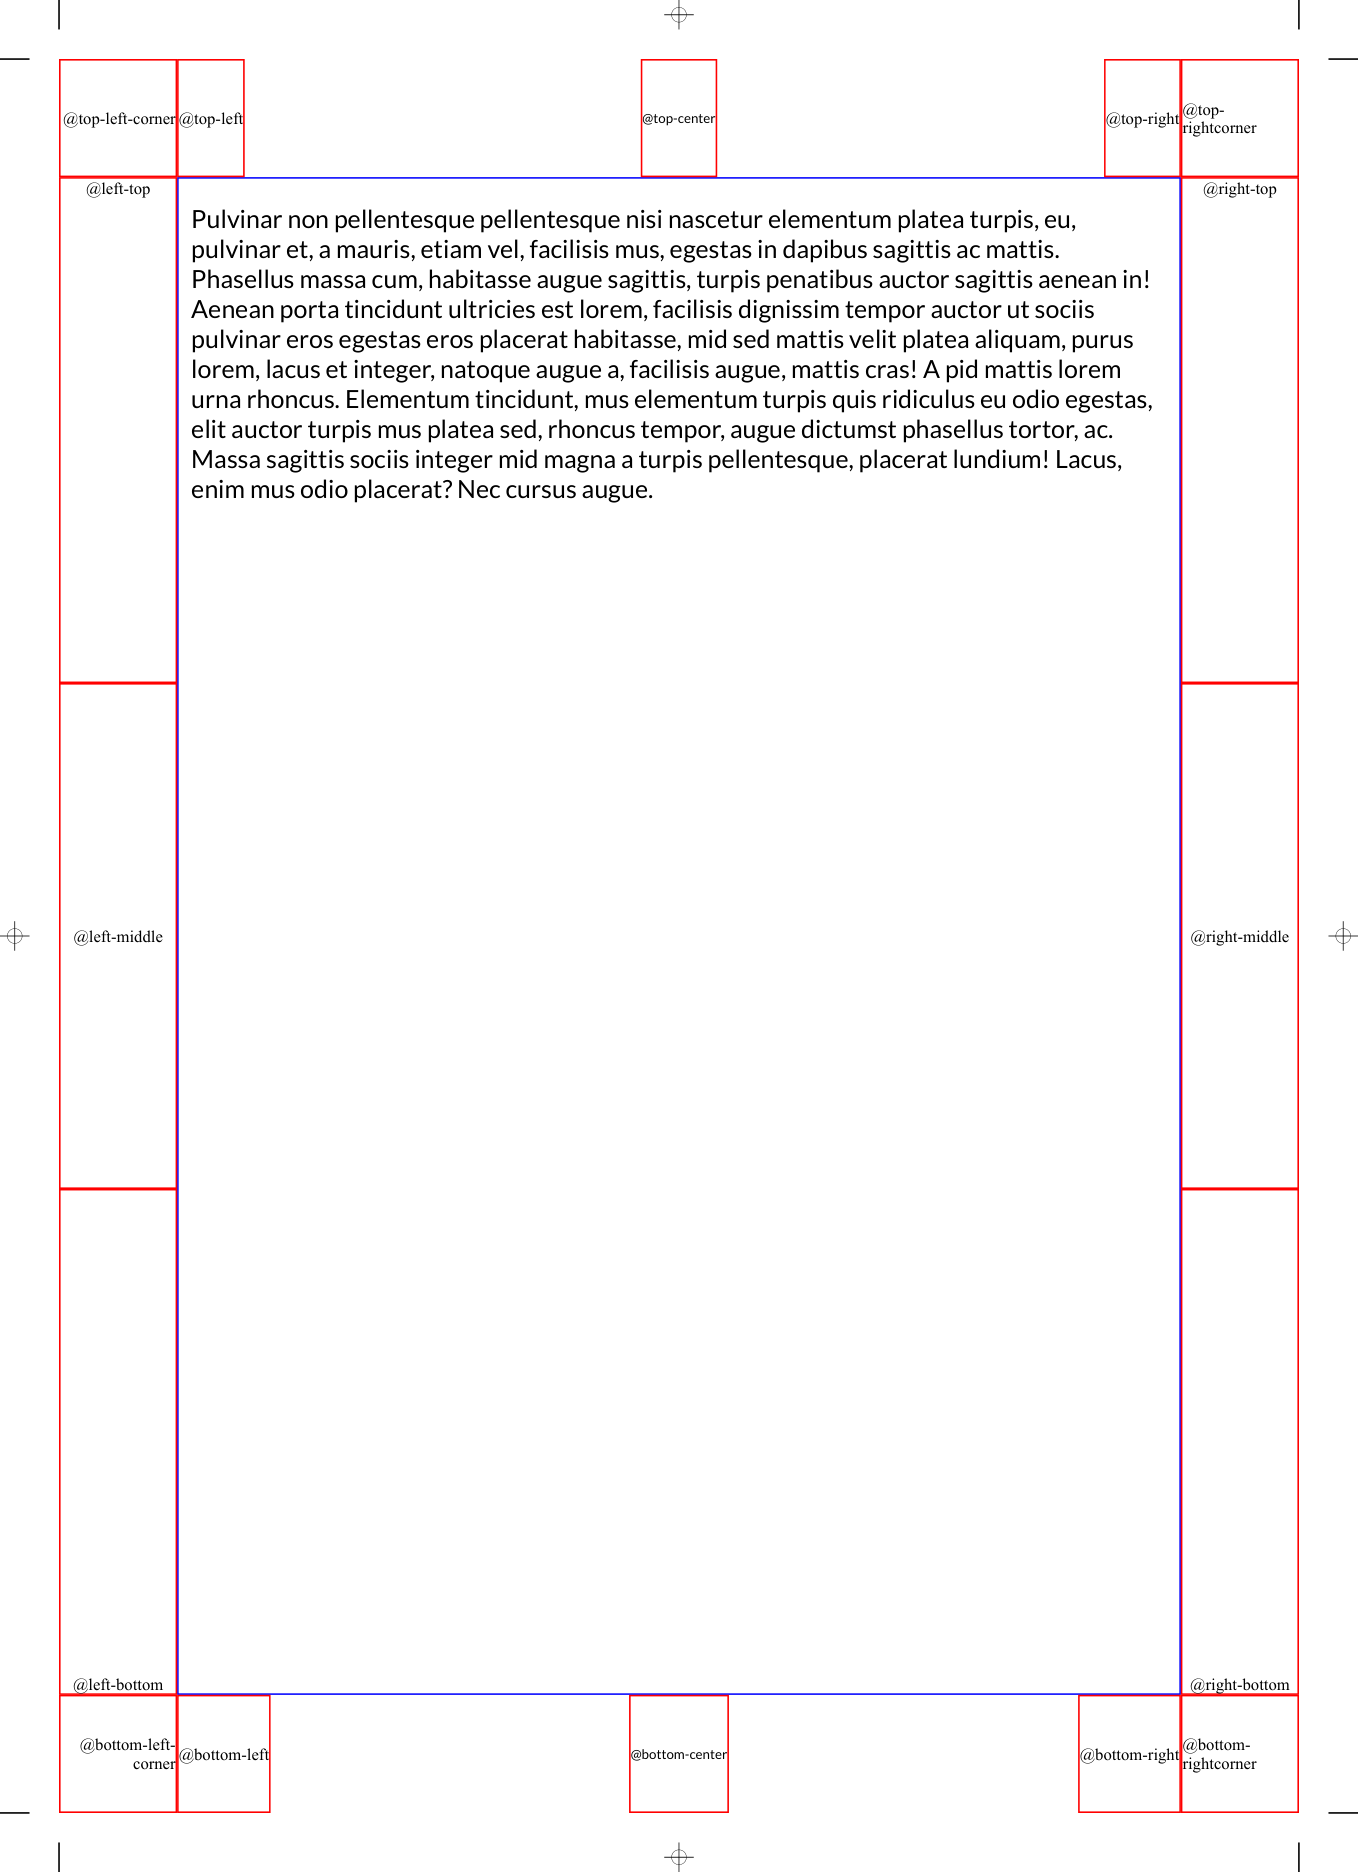 @top-left-corner @top-left @top-center @top-right @top-
rightcorner
@left-top @right-top
Pulvinar non pellentesque pellentesque nisi nascetur elementum platea turpis, eu,
pulvinar et, a mauris, etiam vel, facilisis mus, egestas in dapibus sagittis ac mattis.
Phasellus massa cum, habitasse augue sagittis, turpis penatibus auctor sagittis aenean in!
Aenean porta tincidunt ultricies est lorem, facilisis dignissim tempor auctor ut sociis
pulvinar eros egestas eros placerat habitasse, mid sed mattis velit platea aliquam, purus
lorem, lacus et integer, natoque augue a, facilisis augue, mattis cras! A pid mattis lorem
urna rhoncus. Elementum tincidunt, mus elementum turpis quis ridiculus eu odio egestas,
elit auctor turpis mus platea sed, rhoncus tempor, augue dictumst phasellus tortor, ac.
Massa sagittis sociis integer mid magna a turpis pellentesque, placerat lundium! Lacus,
enim mus odio placerat? Nec cursus augue.
@left-middle @right-middle
@left-bottom @right-bottom
@bottom-left-
corner @bottom-left @bottom-center @bottom-right @bottom-
rightcorner